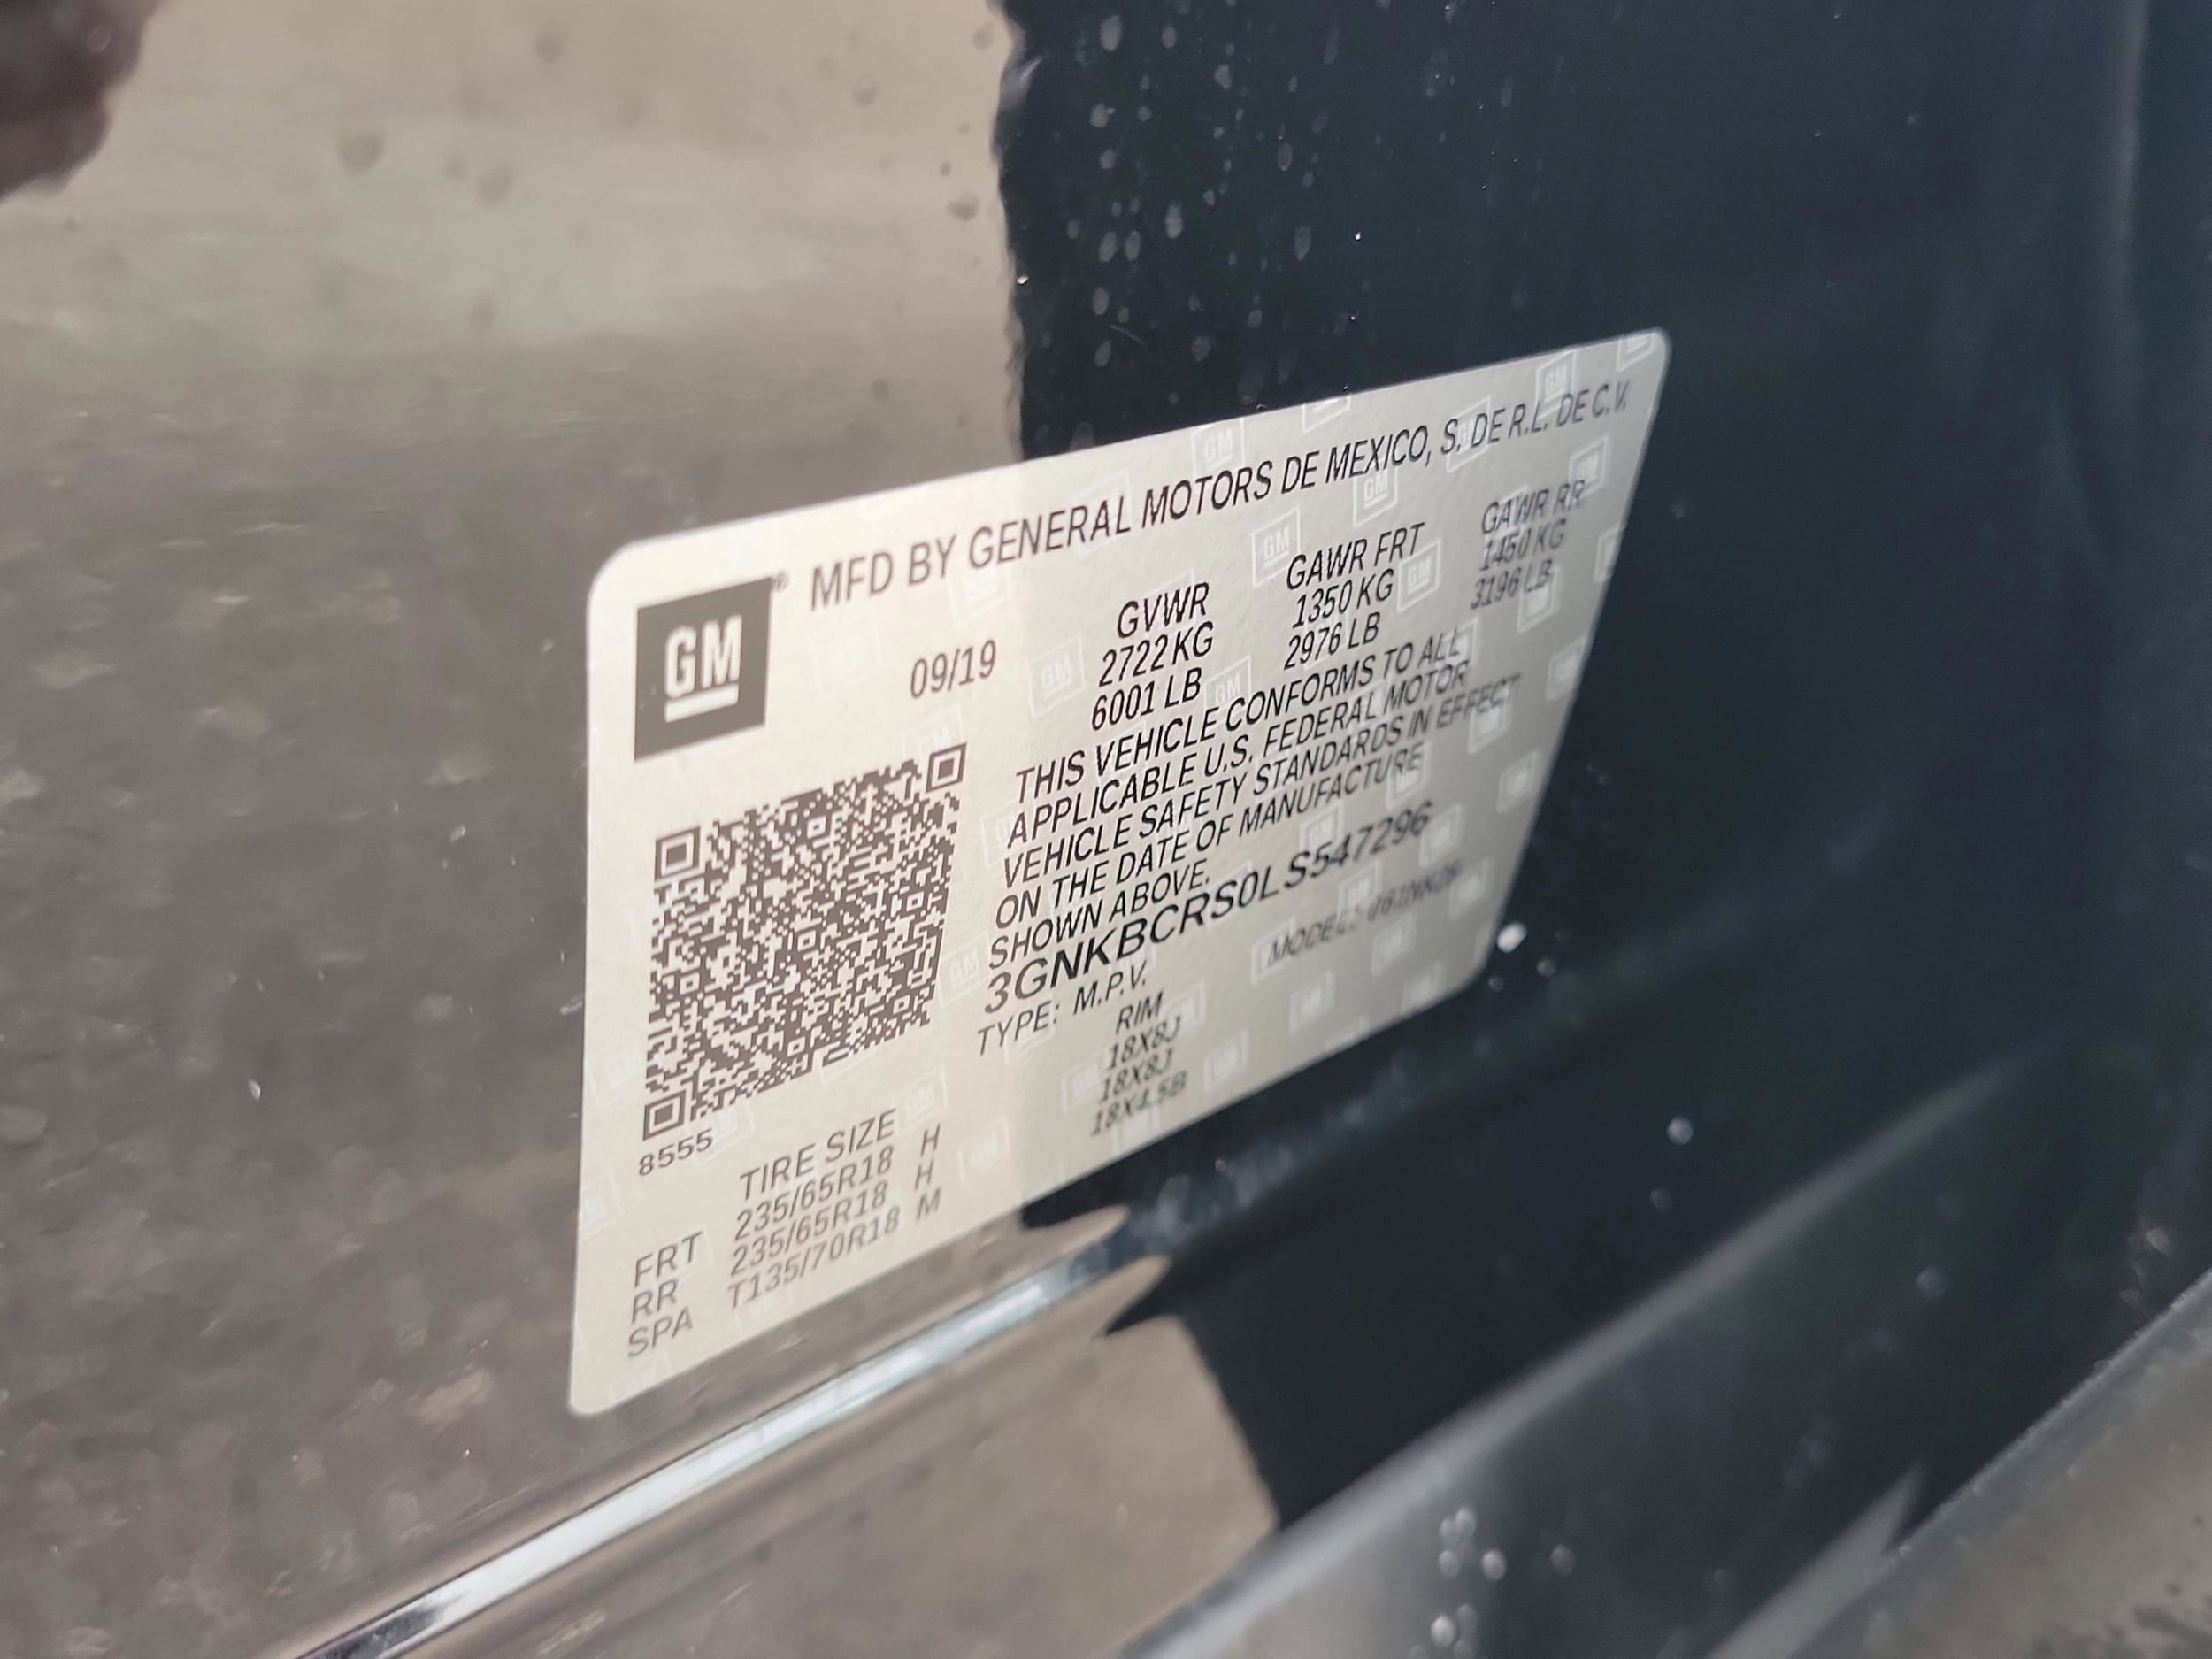 MFD BY GENERAL MOTORS DE MEXICO, S. DE R.L. DE C.V.
GM®
09/19
GVWR GAWR FRT GAWR RR
2722 KG 1350 KG 1450 KG
6001 LB 2976 LB 3196 LB
THIS VEHICLE CONFORMS TO ALL
APPLICABLE U.S. FEDERAL MOTOR
VEHICLE SAFETY STANDARDS IN EFFECT
ON THE DATE OF MANUFACTURE
SHOWN ABOVE.
3GNKBCRS0LS547296
TYPE: M.P.V. MODEL:
8555
TIRE SIZE RIM
FRT 235/65R18 H 18X8J
RR 235/65R18 H 18X8J
SPA T135/70R18 M 18X4.5B